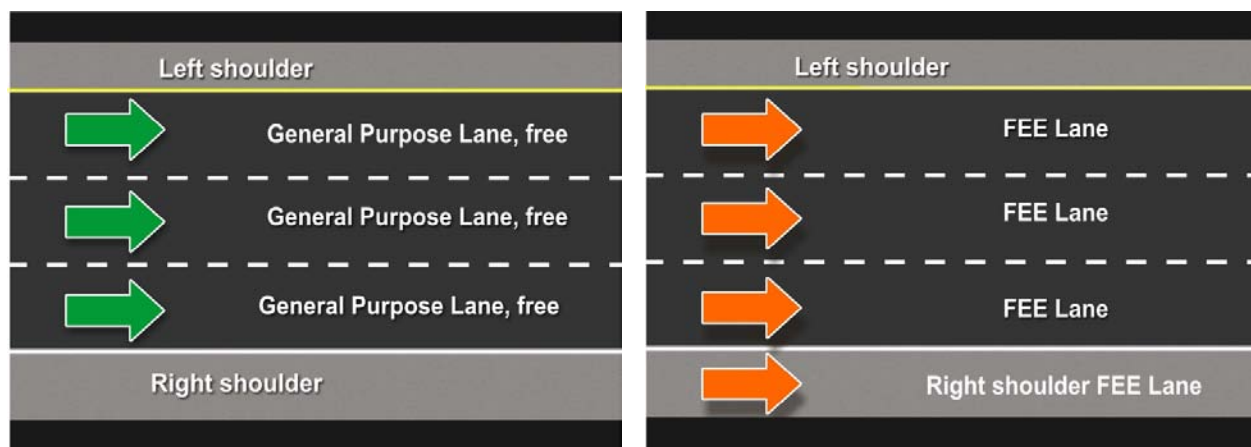 Left shoulder
General Purpose Lane, free
General Purpose Lane, free
General Purpose Lane, free
Right shoulder
Left shoulder
FEE Lane
FEE Lane
FEE Lane
Right shoulder FEE Lane